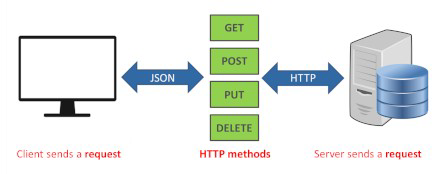 GET
POST
JSON
HTTP
PUT
DELETE
Client sends a request
HTTP methods
Server sends a request